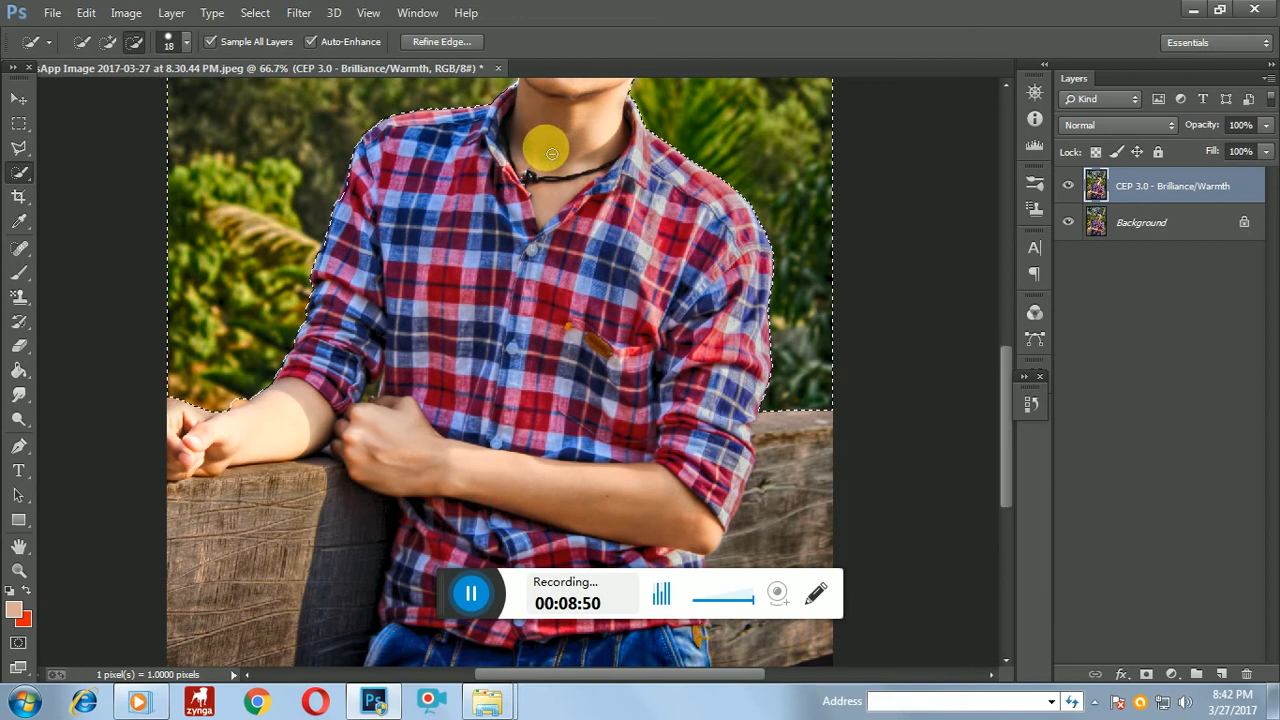 Ps File Edit Image Layer Type Select Filter 3D View Window Help
18 Sample All Layers Auto-Enhance Refine Edge... Essentials
sApp Image 2017-03-27 at 8.30.44 PM.jpeg @ 66.7% (CEP 3.0 - Brilliance/Warmth, RGB/8#) * ×
Layers
Kind
Normal Opacity: 100%
Lock: Fill: 100%
CEP 3.0 - Brilliance/Warmth
Background
Recording...
00:08:50
1 pixel(s) = 1.0000 pixels
zynga Ps Address 8:42 PM
3/27/2017